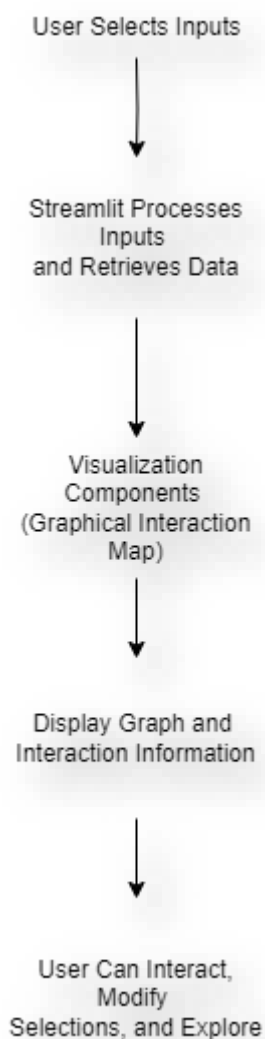 User Selects Inputs
Streamlit Processes
Inputs
and Retrieves Data
Visualization
Components
(Graphical Interaction
Map)
Display Graph and
Interaction Information
User Can Interact,
Modify
Selections, and Explore